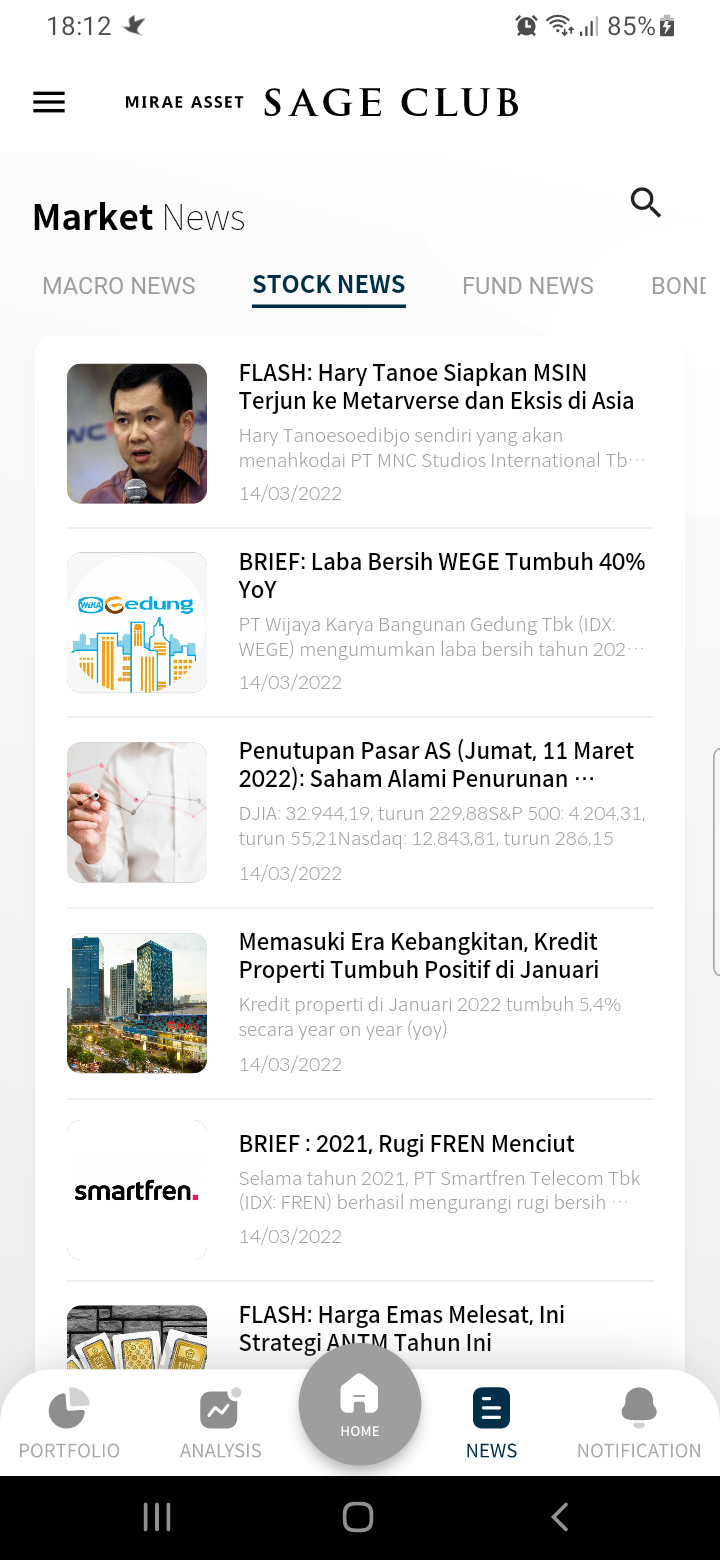 18:12
85%
MIRAE ASSET SAGE CLUB
Market News
MACRO NEWS STOCK NEWS FUND NEWS BOND
FLASH: Hary Tanoe Siapkan MSIN
Terjun ke Metarverse dan Eksis di Asia
Hary Tanoesoedibjo sendiri yang akan
menahkodai PT MNC Studios International Tb…
14/03/2022
WIKA Gedung
BRIEF: Laba Bersih WEGE Tumbuh 40%
YoY
PT Wijaya Karya Bangunan Gedung Tbk (IDX:
WEGE) mengumumkan laba bersih tahun 202…
14/03/2022
Penutupan Pasar AS (Jumat, 11 Maret
2022): Saham Alami Penurunan …
DJIA: 32.944,19, turun 229,88S&P 500: 4.204,31,
turun 55,21Nasdaq: 12.843,81, turun 286,15
14/03/2022
Memasuki Era Kebangkitan, Kredit
Properti Tumbuh Positif di Januari
Kredit properti di Januari 2022 tumbuh 5,4%
secara year on year (yoy)
14/03/2022
smartfren.
BRIEF : 2021, Rugi FREN Menciut
Selama tahun 2021, PT Smartfren Telecom Tbk
(IDX: FREN) berhasil mengurangi rugi bersih …
14/03/2022
FLASH: Harga Emas Melesat, Ini
Strategi ANTM Tahun Ini
PORTFOLIO ANALYSIS HOME NEWS NOTIFICATION